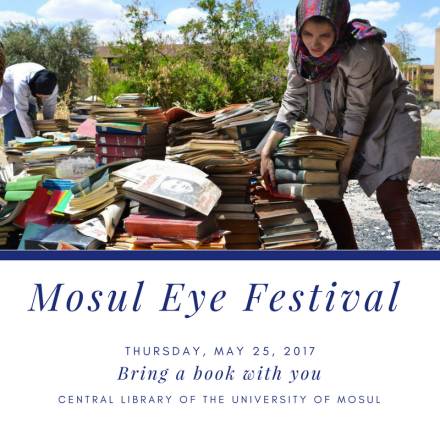 Mosul Eye Festival
THURSDAY, MAY 25, 2017
Bring a book with you
CENTRAL LIBRARY OF THE UNIVERSITY OF MOSUL